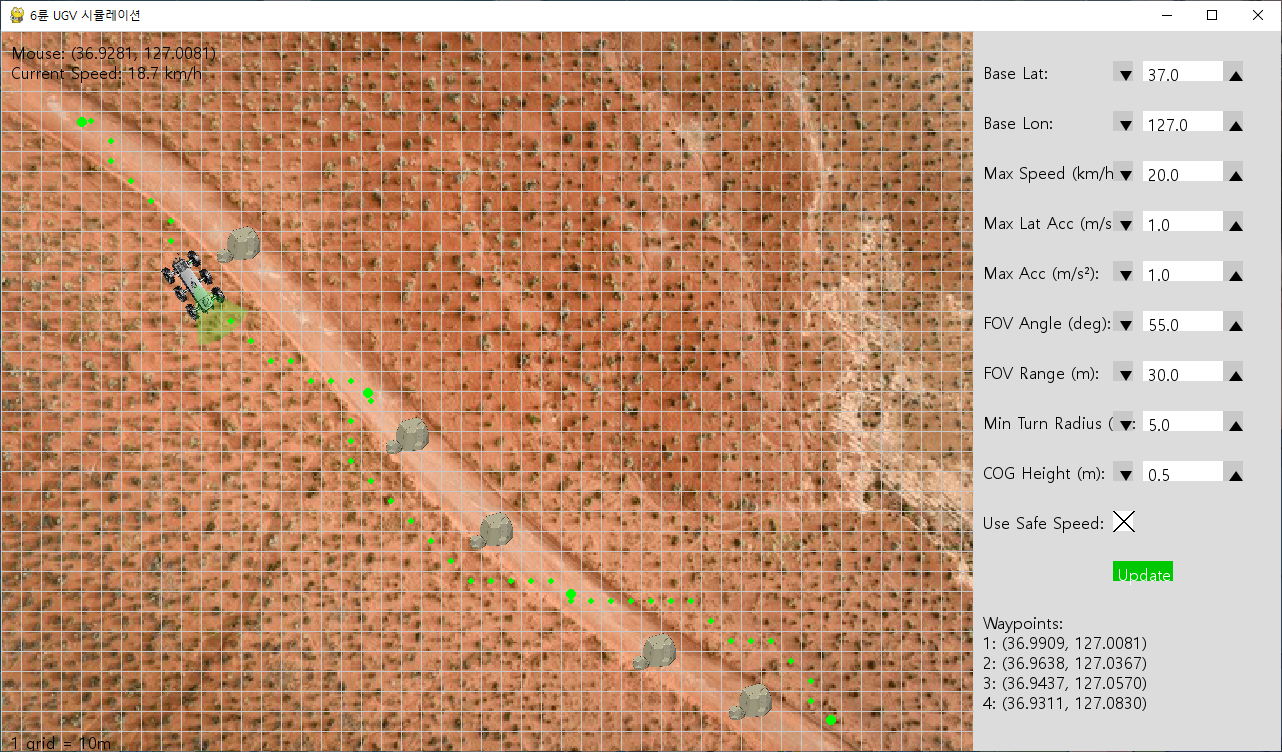 6륜 UGV 시뮬레이션
Mouse: (36.9281, 127.0081)
Current Speed: 18.7 km/h
Base Lat: 37.0
Base Lon: 127.0
Max Speed (km/h 20.0
Max Lat Acc (m/s 1.0
Max Acc (m/s²): 1.0
FOV Angle (deg): 55.0
FOV Range (m): 30.0
Min Turn Radius ( : 5.0
COG Height (m): 0.5
Use Safe Speed:
Update
Waypoints:
1: (36.9909, 127.0081)
2: (36.9638, 127.0367)
3: (36.9437, 127.0570)
4: (36.9311, 127.0830)
1 grid = 10m